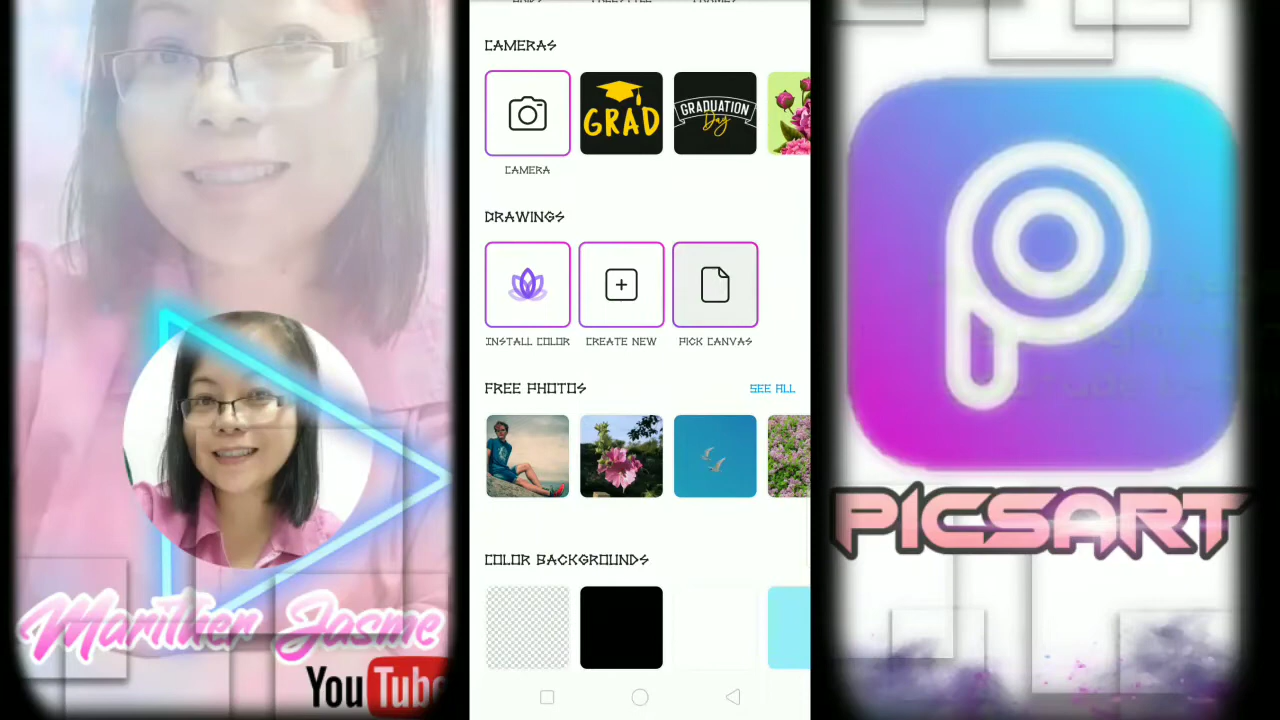 CAMERAS
GRAD
GRADUATION
Day
CAMERA
DRAWINGS
INSTALL COLOR
CREATE NEW
PICK CANVAS
FREE PHOTOS
SEE ALL
COLOR BACKGROUNDS
Marither Jasme
YouTube
PICSART